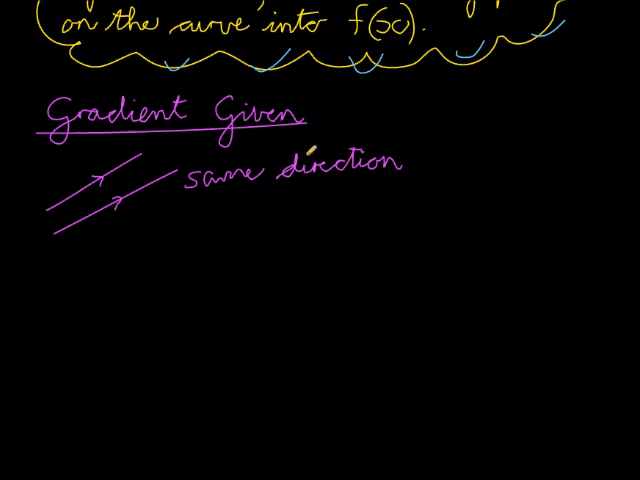 on the curve into f(x).
Gradient Given
same direction